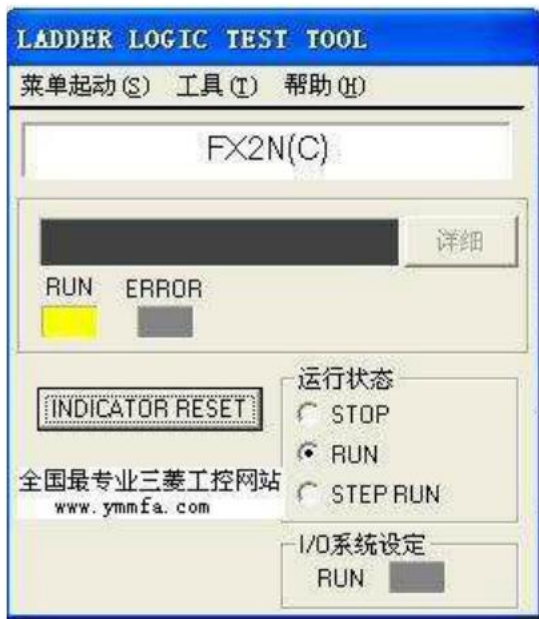 LADDER LOGIC TEST TOOL
菜单起动(S) 工具(T) 帮助(H)
FX2N(C)
详细
RUN ERROR
INDICATOR RESET
运行状态
STOP
RUN
STEP RUN
全国最专业三菱工控网站
www.ymmfa.com
I/O系统设定
RUN